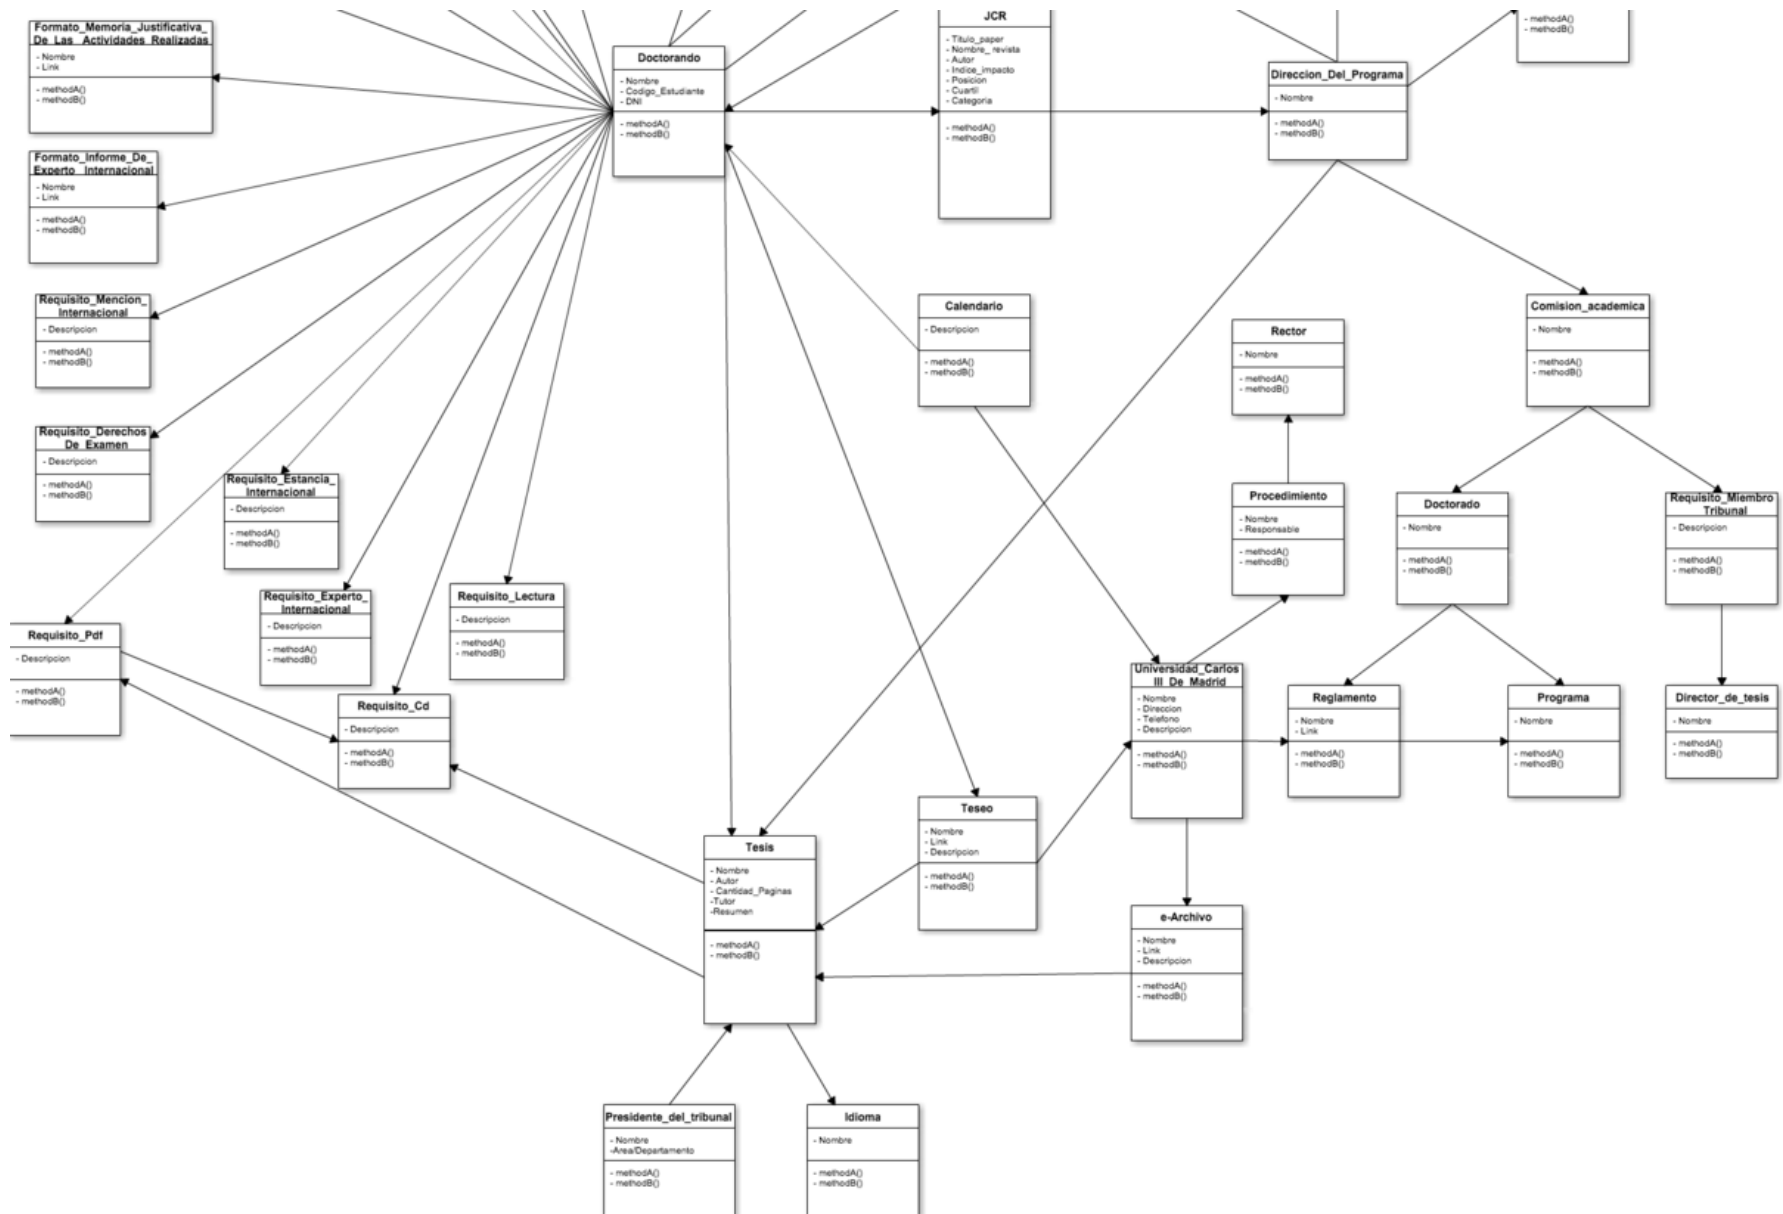 Formato_Memoria_Justificativa_
De_Las_ Actividades_Realizadas
- Nombre
- Link
- methodA()
- methodB()
Doctorando
- Nombre
- Codigo_Estudiante
- DNI
- methodA()
- methodB()
JCR
- Titulo_paper
- Nombre_ revista
- Autor
- Indice_impacto
- Posicion
- Cuartil
- Categoria
- methodA()
- methodB()
Direccion_Del_Programa
- Nombre
- methodA()
- methodB()
- methodA()
- methodB()
Formato_Informe_De_
Experto_ Internacional
- Nombre
- Link
- methodA()
- methodB()
Requisito_Mencion_
Internacional
- Descripcion
- methodA()
- methodB()
Calendario
- Descripcion
- methodA()
- methodB()
Rector
- Nombre
- methodA()
- methodB()
Comision_academica
- Nombre
- methodA()
- methodB()
Requisito_Derechos
De_Examen
- Descripcion
- methodA()
- methodB()
Requisito_Estancia_
Internacional
- Descripcion
- methodA()
- methodB()
Procedimiento
- Nombre
- Responsable
- methodA()
- methodB()
Doctorado
- Nombre
- methodA()
- methodB()
Requisito_Miembro
Tribunal
- Descripcion
- methodA()
- methodB()
Requisito_Experto_
Internacional
- Descripcion
- methodA()
- methodB()
Requisito_Lectura
- Descripcion
- methodA()
- methodB()
Requisito_Pdf
- Descripcion
- methodA()
- methodB()
Requisito_Cd
- Descripcion
- methodA()
- methodB()
Universidad_Carlos
III_De_Madrid
- Nombre
- Direccion
- Telefono
- Descripcion
- methodA()
- methodB()
Reglamento
- Nombre
- Link
- methodA()
- methodB()
Programa
- Nombre
- methodA()
- methodB()
Director_de_tesis
- Nombre
- methodA()
- methodB()
Teseo
- Nombre
- Link
- Descripcion
- methodA()
- methodB()
Tesis
- Nombre
- Autor
- Cantidad_Paginas
-Tutor
-Resumen
- methodA()
- methodB()
e-Archivo
- Nombre
- Link
- Descripcion
- methodA()
- methodB()
Presidente_del_tribunal
- Nombre
-Area/Departamento
- methodA()
- methodB()
Idioma
- Nombre
- methodA()
- methodB()